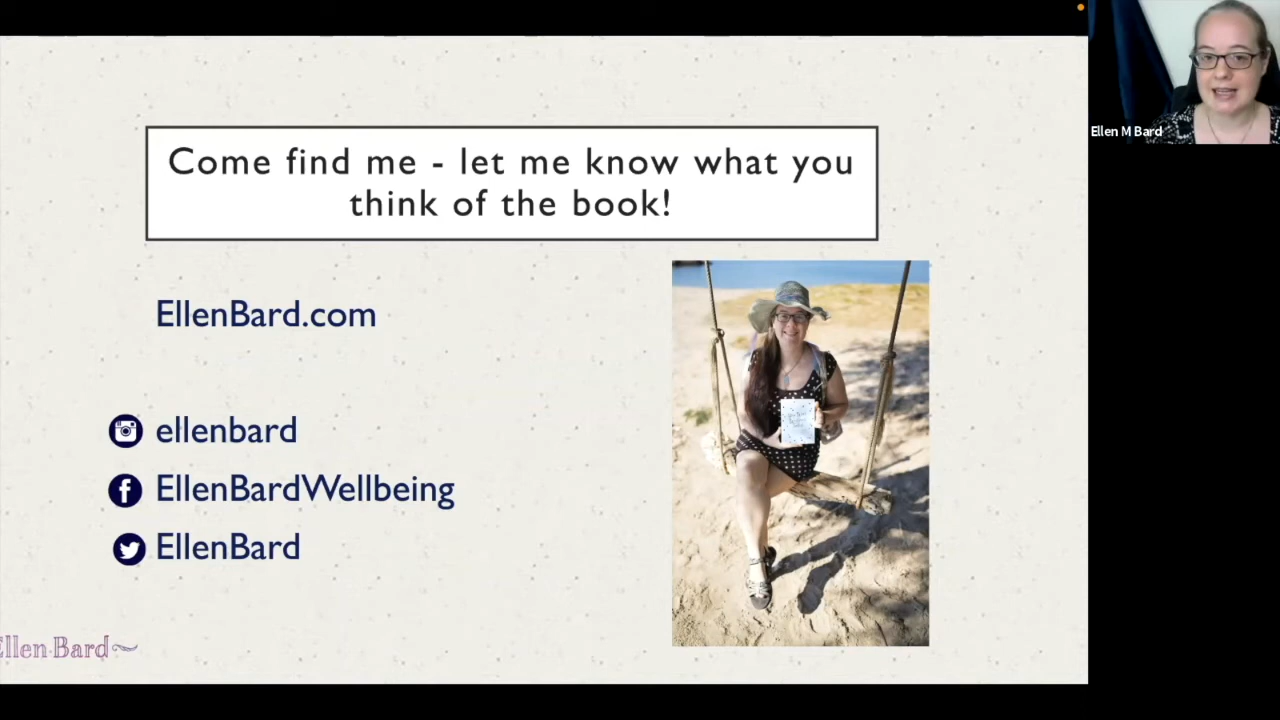 Come find me - let me know what you
think of the book!
EllenBard.com
ellenbard
EllenBardWellbeing
EllenBard
Ellen Bard
Ellen M Bard